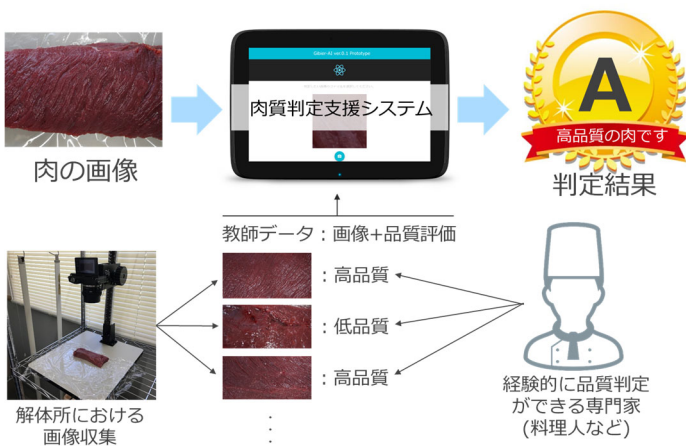 Gibier-AI ver0.1 Prototype
肉質判定支援システム
A
高品質の肉です
肉の画像
判定結果
教師データ：画像+品質評価
：高品質
：低品質
：高品質
解体所における
画像収集
経験的に品質判定
ができる専門家
(料理人など)